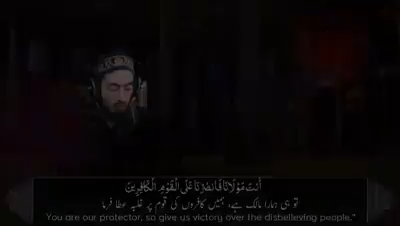 أَنتَ مَوْلَانَا فَانصُرْنَا عَلَى الْقَوْمِ الْكَافِرِينَ
تو ہی ہمارا مالک ہے، ہمیں کافروں کی قوم پر غلبہ عطا فرما
You are our protector, so give us victory over the disbelieving people."